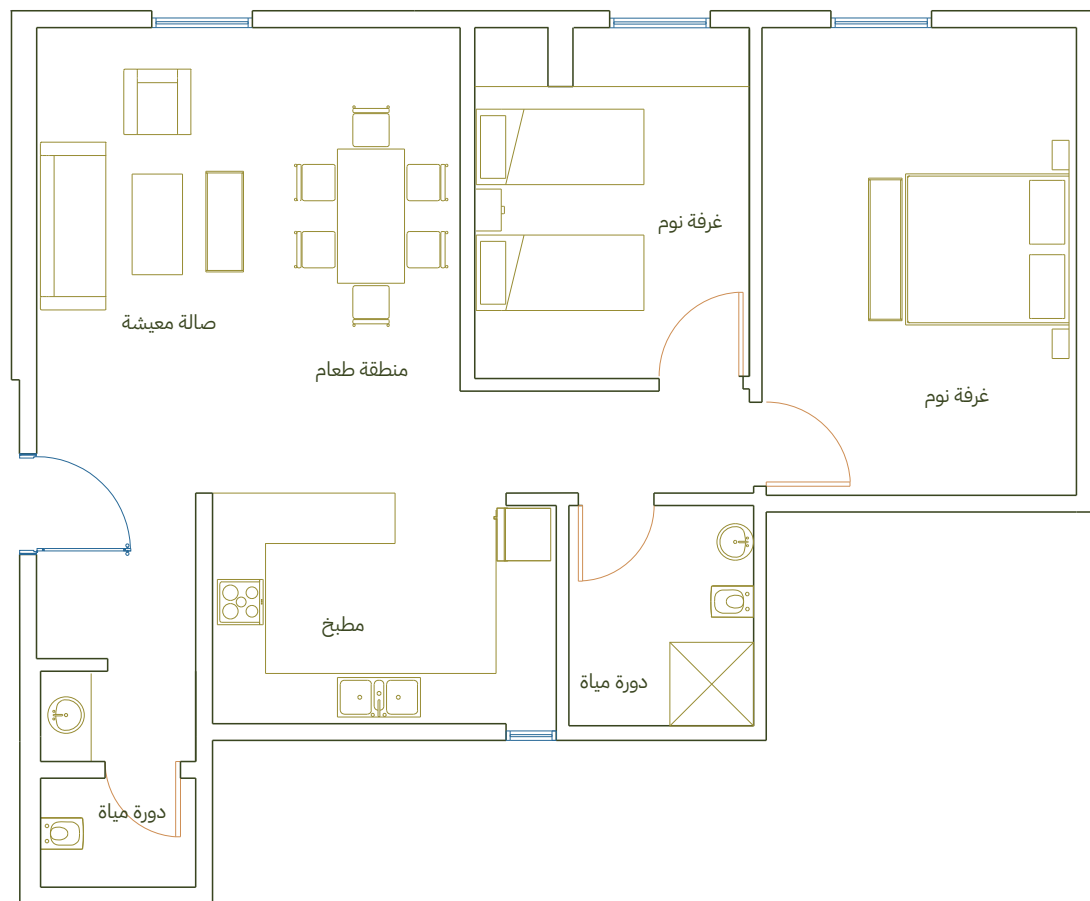 غرفة نوم
صالة معيشة
منطقة طعام
غرفة نوم
مطبخ
دورة مياة
دورة مياة